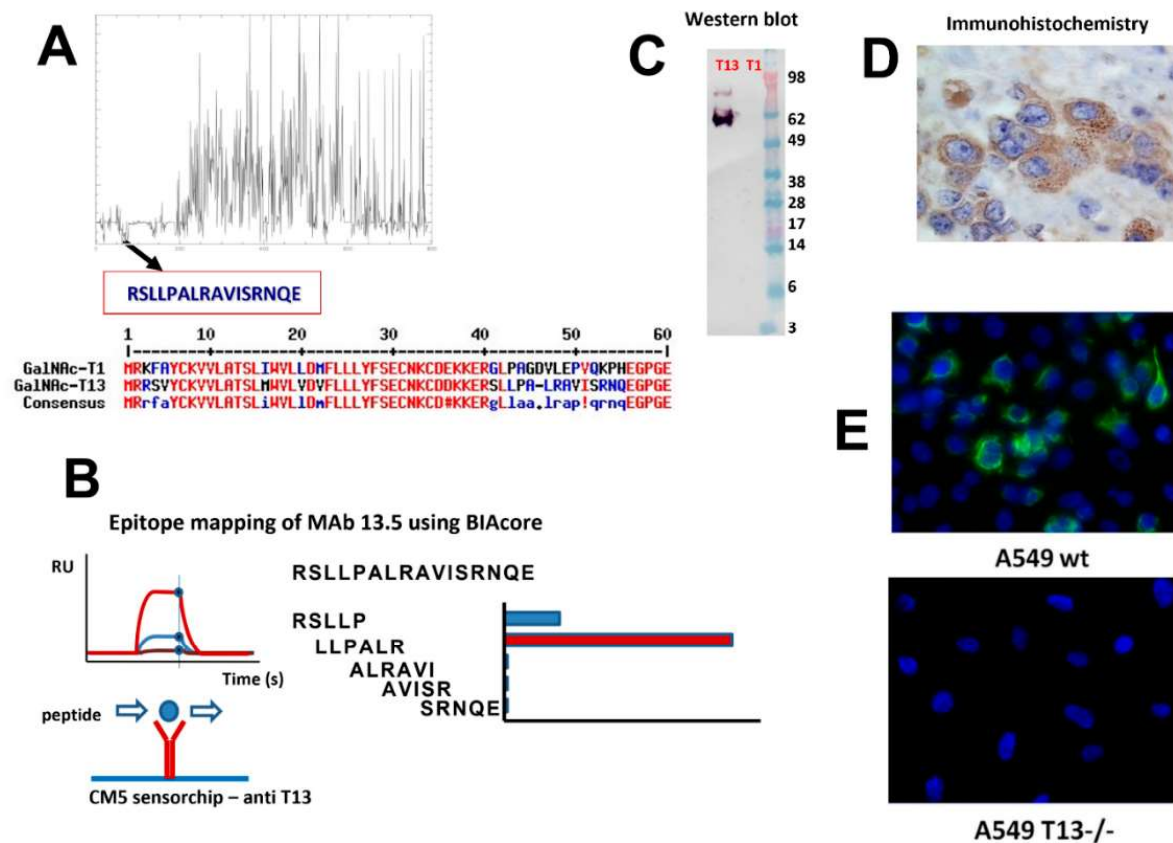 A
RSLLPALRAVISRNQE
1 10 20 30 40 50 60
GalNAc-T1 MRKFAYCKVVLATSLIWVLLDMFLLLYFSECNKCDEKKERGLPAGDVLEPVQKPHEGPGE
GalNAc-T13 MRRSVYCKVVLATSLMWVLVDVFLLLYFSECNKCDDKKERSLLPA-LRAVISRNQEGPGE
Consensus MRrfaYCKVVLATSLiWVLlDmFLLLYFSECNKCD#KKERgLlaa.lrap!qrnqEGPGE
B
Epitope mapping of MAb 13.5 using BIAcore
RU
Time (s)
peptide
CM5 sensorchip – anti T13
RSLLPALRAVISRNQE
RSLLP
LLPALR
ALRAVI
AVISR
SRNQE
C
Western blot
T13 T1
98
62
49
38
28
17
14
6
3
D
Immunohistochemistry
E
A549 wt
A549 T13-/-